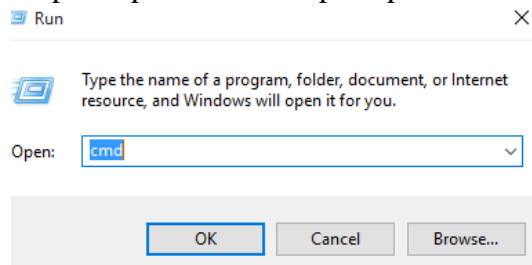 Run
Type the name of a program, folder, document, or Internet
resource, and Windows will open it for you.
Open: cmd
OK Cancel Browse...